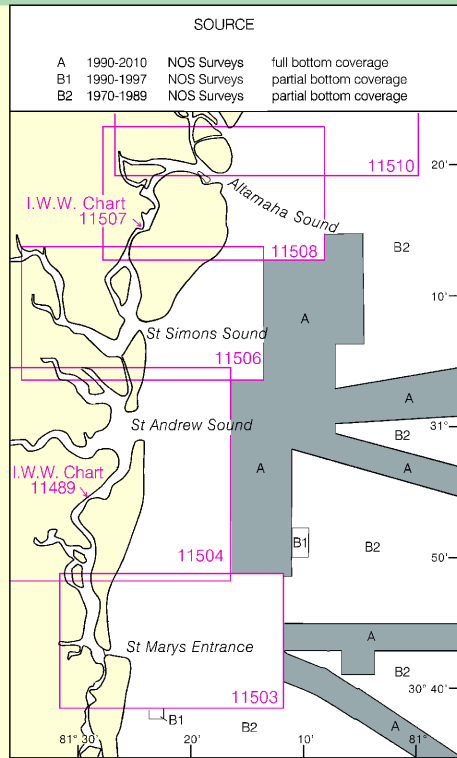 SOURCE
A 1990-2010 NOS Surveys full bottom coverage
B1 1990-1997 NOS Surveys partial bottom coverage
B2 1970-1989 NOS Surveys partial bottom coverage
11510
20'
Altamaha Sound
I.W.W. Chart
11507
B2
11508
10'
A
St Simons Sound
11506
A
St Andrew Sound
31°
B2
A
A
I.W.W. Chart
11489
B1
B2
11504
50'
A
St Marys Entrance
B2
30° 40'
11503
B1
B2
A
81° 30'
20'
10'
81°